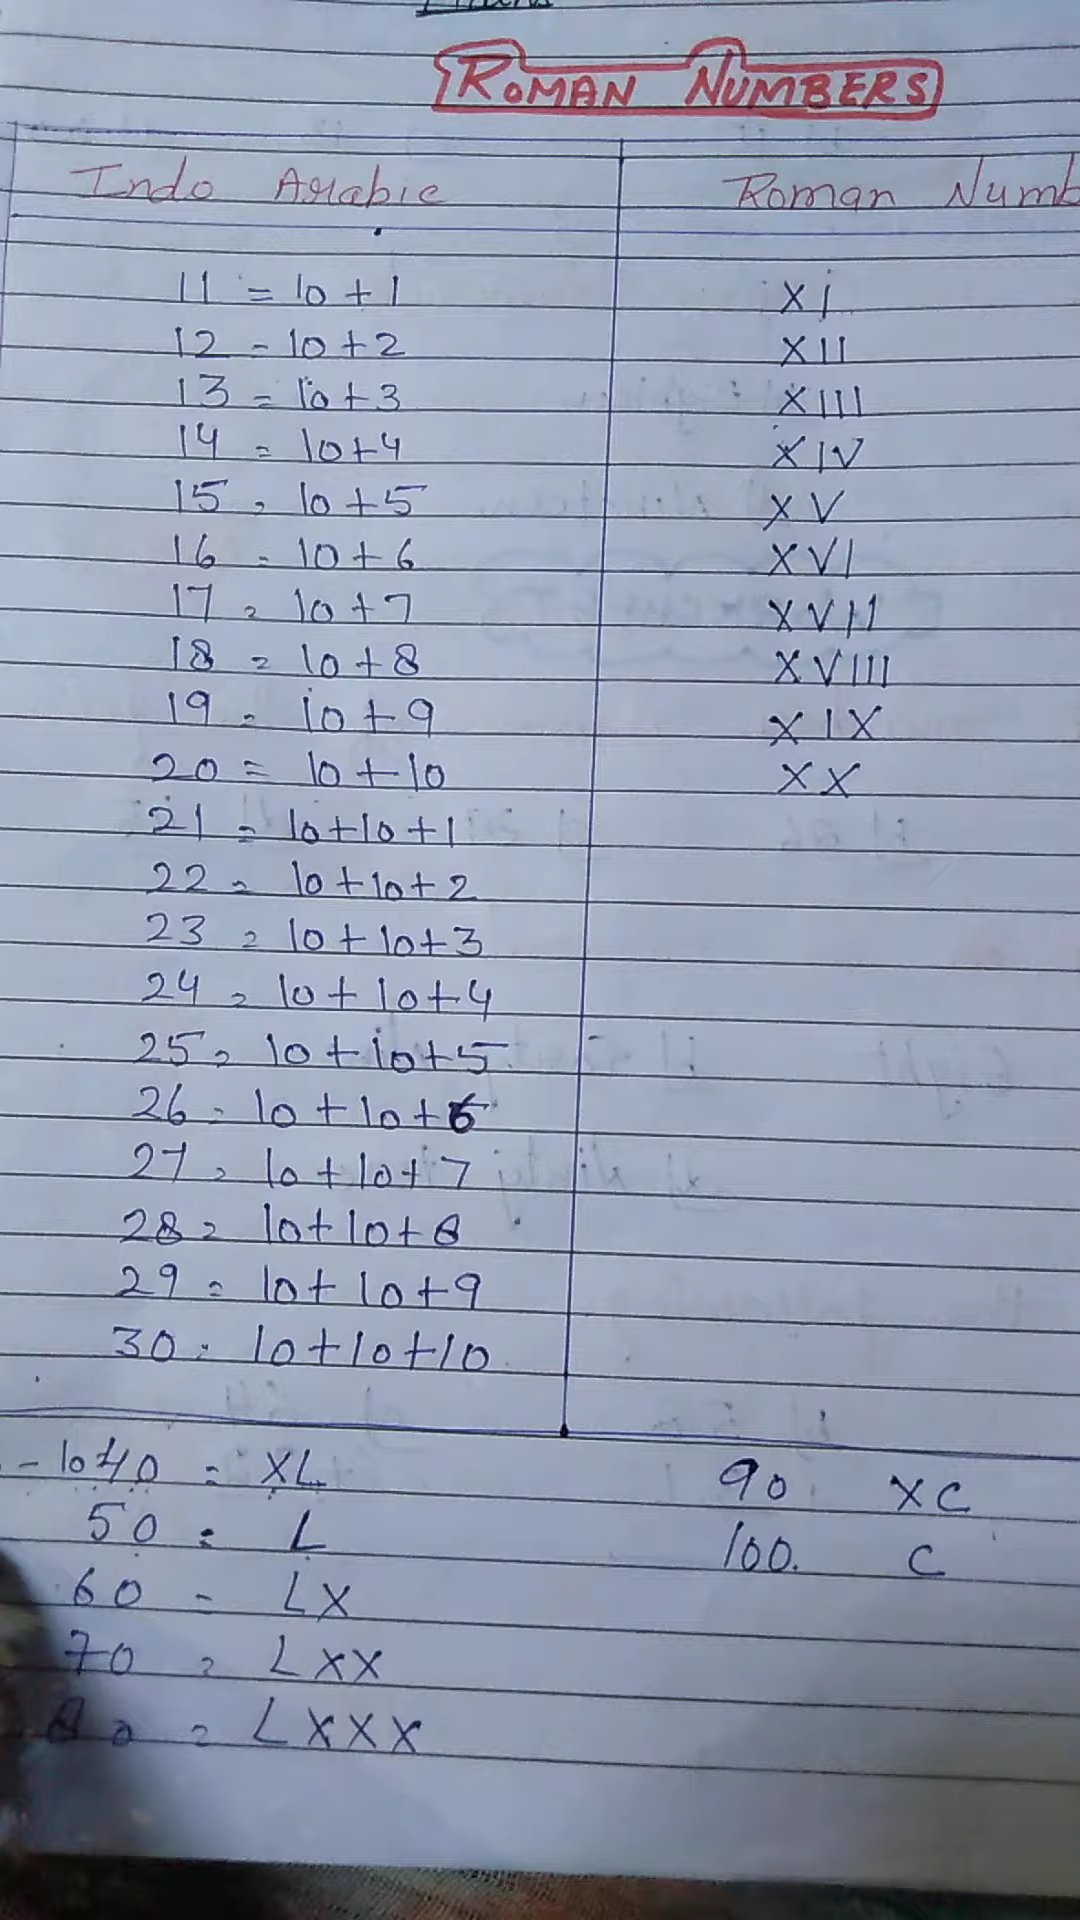 ROMAN NUMBERS
Indo Arabic Roman Numb
11 = 10 + 1 XI
12 = 10 + 2 XII
13 = 10 + 3 XIII
14 = 10 + 4 XIV
15 = 10 + 5 XV
16 = 10 + 6 XVI
17 = 10 + 7 XVII
18 = 10 + 8 XVIII
19 = 10 + 9 XIX
20 = 10 + 10 XX
21 = 10 + 10 + 1
22 = 10 + 10 + 2
23 = 10 + 10 + 3
24 = 10 + 10 + 4
25 = 10 + 10 + 5
26 = 10 + 10 + 6
27 = 10 + 10 + 7
28 = 10 + 10 + 8
29 = 10 + 10 + 9
30 = 10 + 10 + 10
40 = XL 90 XC
50 = L 100. C
60 = LX
70 = LXX
80 = LXXX